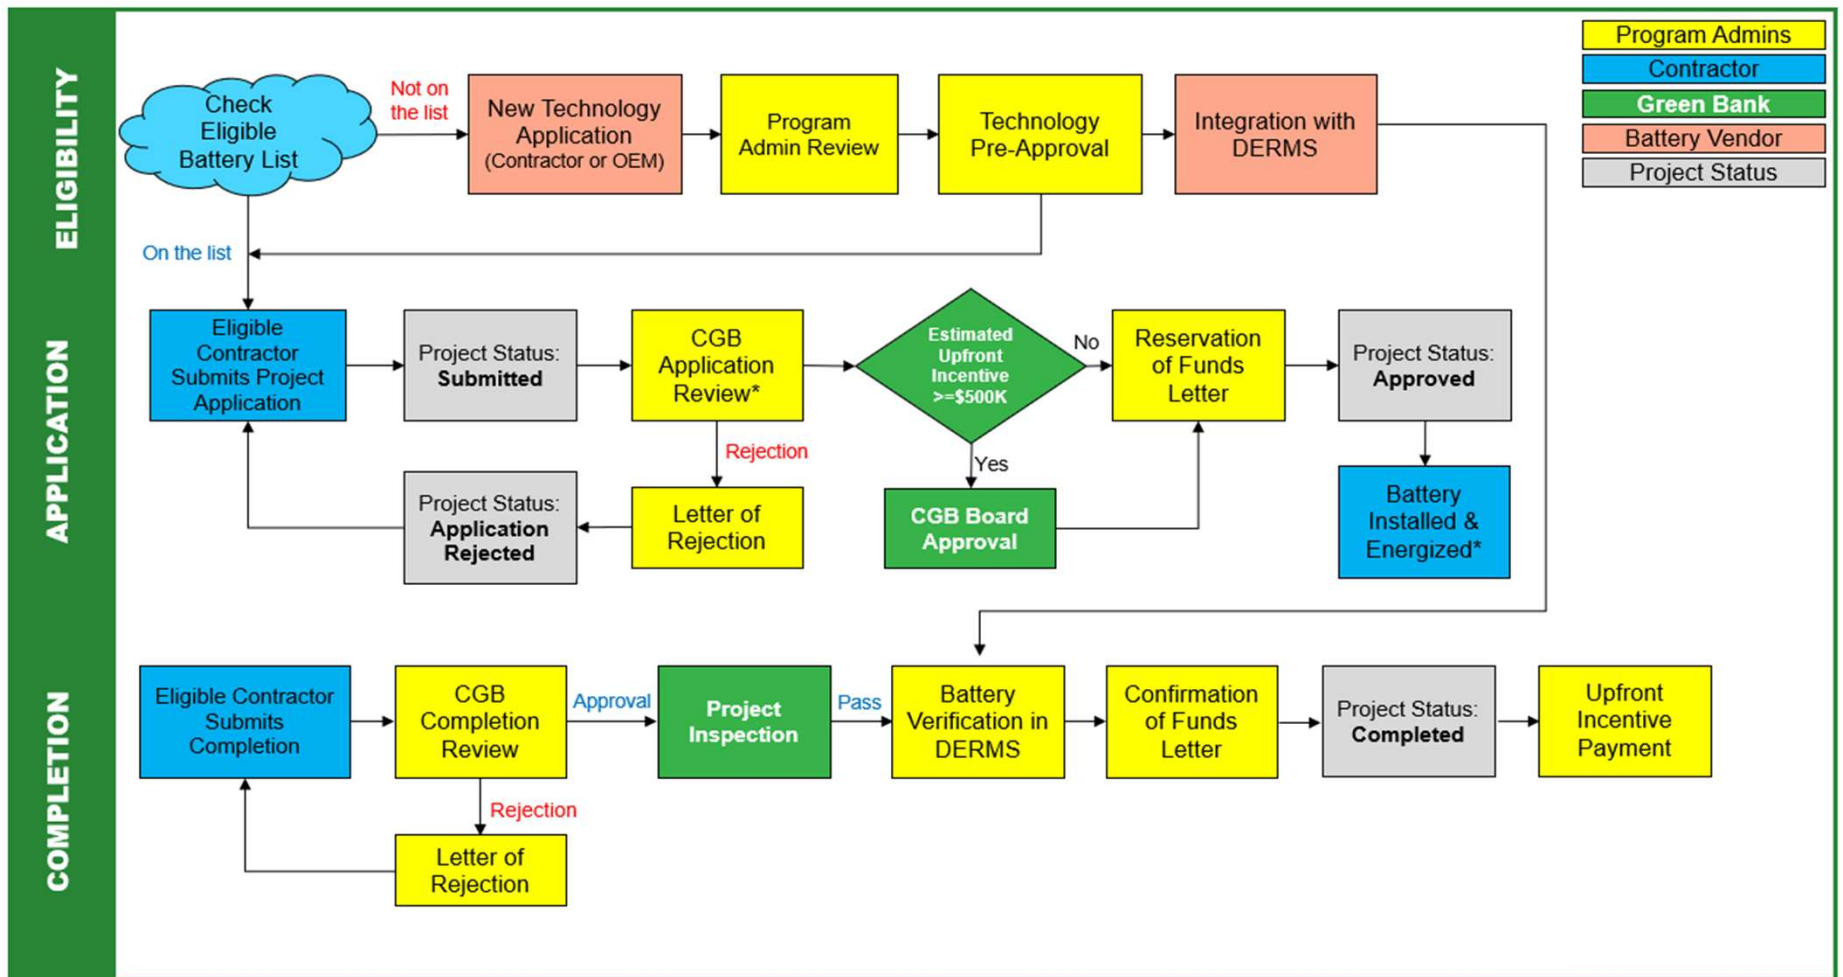 ELIGIBILITY
Check
Eligible
Battery List
Not on
the list
New Technology
Application
(Contractor or OEM)
Program
Admin Review
Technology
Pre-Approval
Integration with
DERMS
Program Admins
Contractor
Green Bank
Battery Vendor
Project Status
On the list
APPLICATION
Eligible
Contractor
Submits Project
Application
Project Status:
Submitted
CGB
Application
Review*
Estimated
Upfront
Incentive
>=$500K
No
Reservation
of Funds
Letter
Project Status:
Approved
Rejection
Yes
Project Status:
Application
Rejected
Letter of
Rejection
CGB Board
Approval
Battery
Installed &
Energized*
COMPLETION
Eligible Contractor
Submits
Completion
CGB
Completion
Review
Approval
Project
Inspection
Pass
Battery
Verification in
DERMS
Confirmation
of Funds
Letter
Project Status:
Completed
Upfront
Incentive
Payment
Rejection
Letter of
Rejection